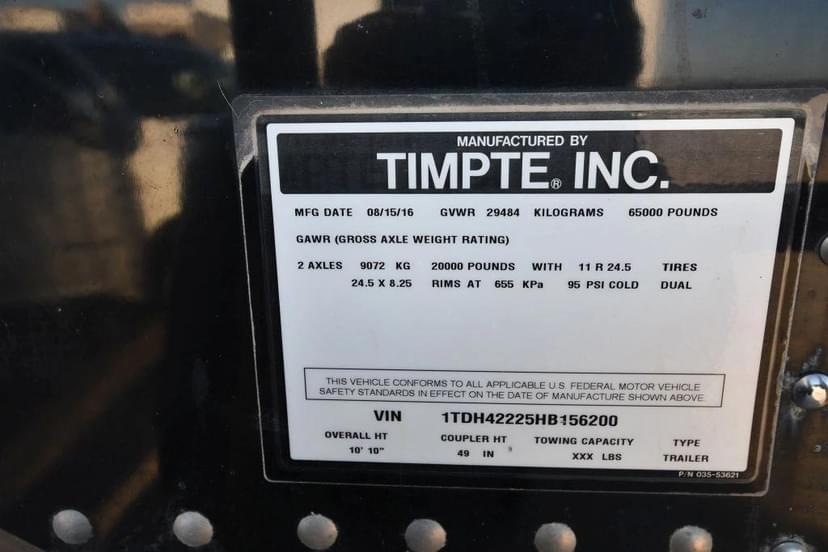 MANUFACTURED BY
TIMPTE® INC.
MFG DATE 08/15/16 GVWR 29484 KILOGRAMS 65000 POUNDS
GAWR (GROSS AXLE WEIGHT RATING)
2 AXLES 9072 KG 20000 POUNDS WITH 11 R 24.5 TIRES
24.5 X 8.25 RIMS AT 655 KPa 95 PSI COLD DUAL
THIS VEHICLE CONFORMS TO ALL APPLICABLE U.S. FEDERAL MOTOR VEHICLE
SAFETY STANDARDS IN EFFECT ON THE DATE OF MANUFACTURE SHOWN ABOVE.
VIN 1TDH42225HB156200
OVERALL HT COUPLER HT TOWING CAPACITY TYPE
10' 10" 49 IN XXX LBS TRAILER
P/N 035-53621